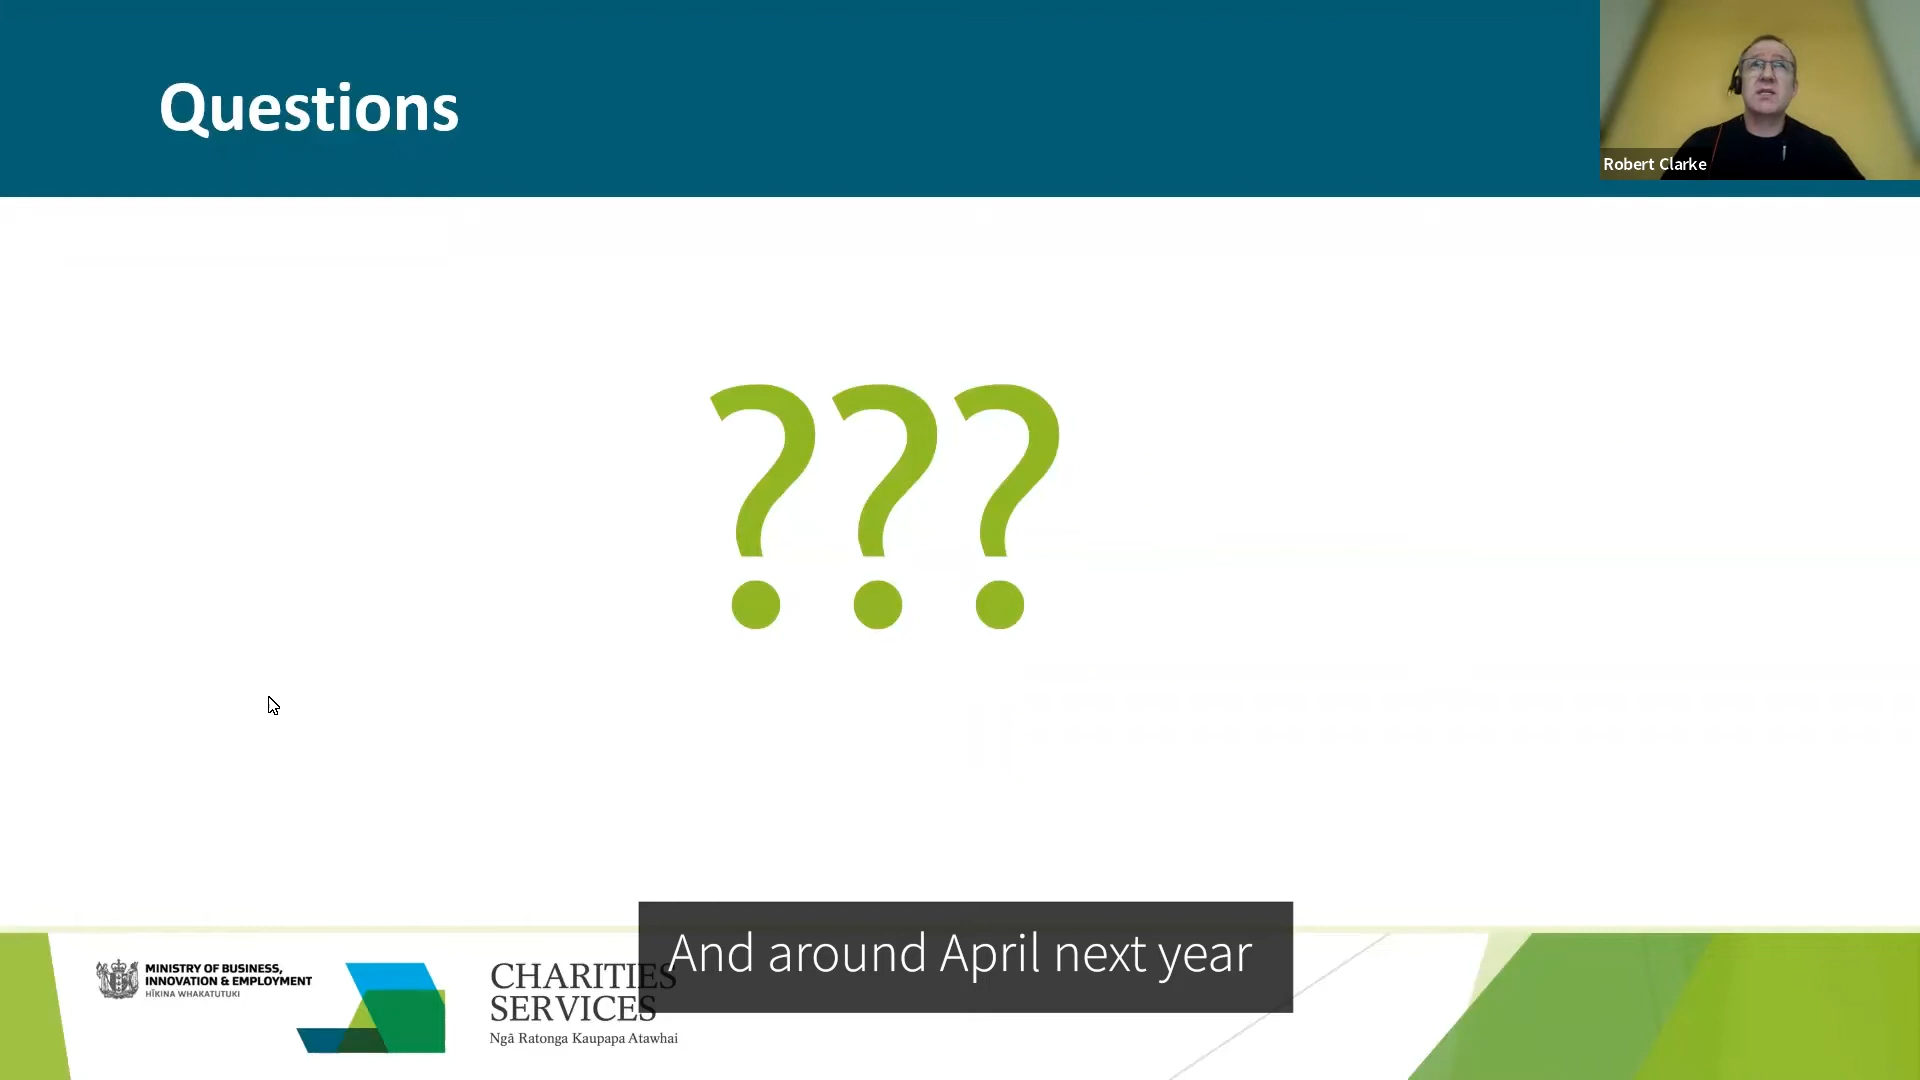 Questions
Robert Clarke
???
And around April next year
MINISTRY OF BUSINESS,
INNOVATION & EMPLOYMENT
HĪKINA WHAKATUTUKI
CHARITIES
SERVICES
Ngā Ratonga Kaupapa Atawhai